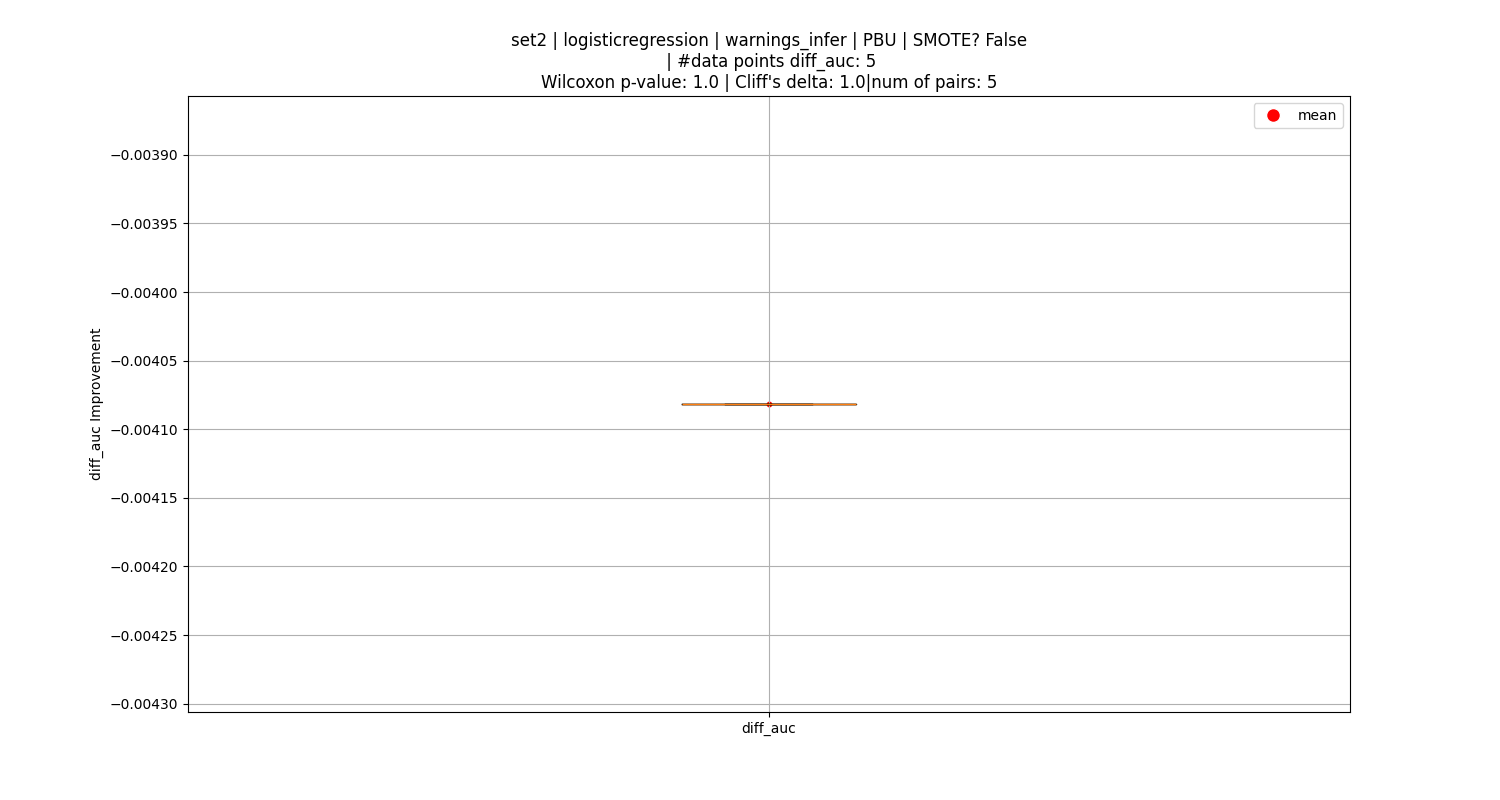 set2 | logisticregression | warnings_infer | PBU | SMOTE? False
| #data points diff_auc: 5
Wilcoxon p-value: 1.0 | Cliff's delta: 1.0|num of pairs: 5
mean
−0.00390
−0.00395
−0.00400
−0.00405
−0.00410
−0.00415
−0.00420
−0.00425
−0.00430
diff_auc Improvement
diff_auc